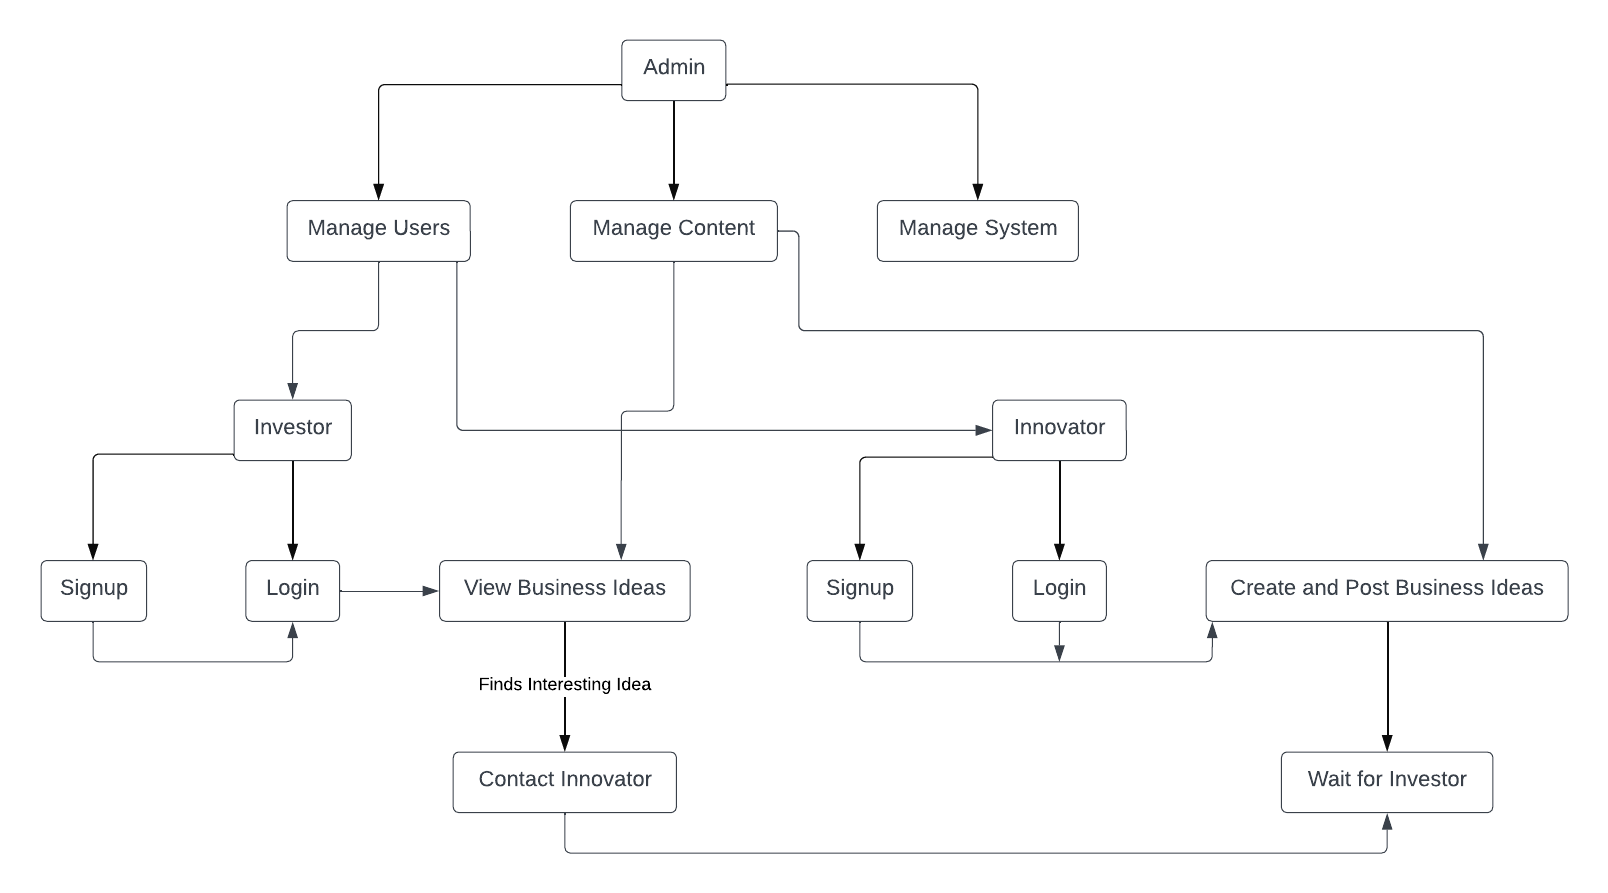 Admin
Manage Users
Manage Content
Manage System
Investor
Innovator
Signup
Login
View Business Ideas
Signup
Login
Create and Post Business Ideas
Finds Interesting Idea
Contact Innovator
Wait for Investor